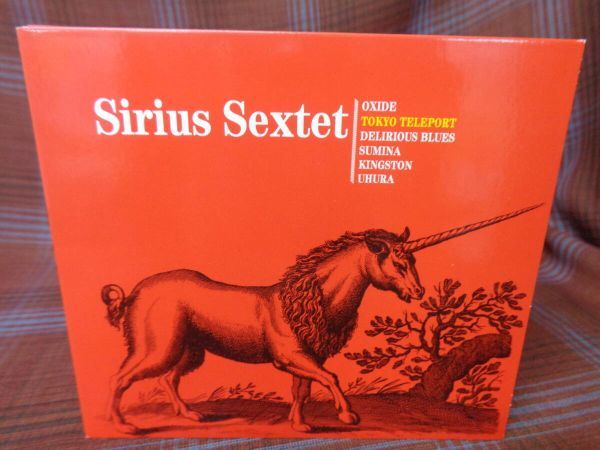 Sirius Sextet
OXIDE
TOKYO TELEPORT
DELIRIOUS BLUES
SUMINA
KINGSTON
UHURA